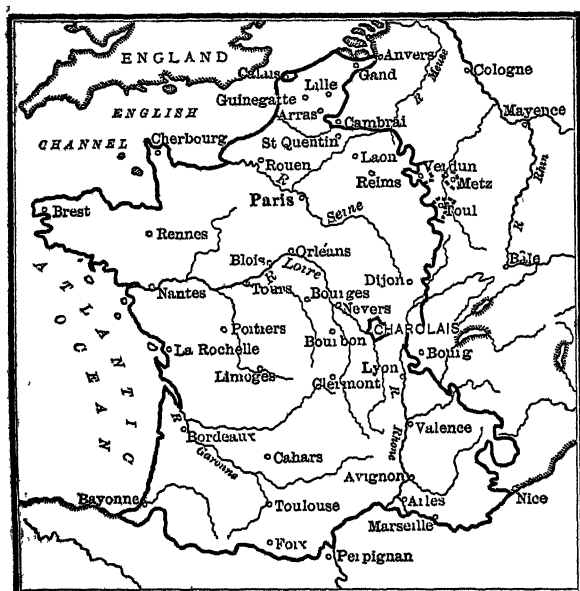 ENGLAND
Anvers
Calais
Gand
Cologne
Lille
R Meuse
Guinegatte
ENGLISH
Arras
Mayence
Cambrai
CHANNEL
Cherbourg
St Quentin
Laon
Verdun
R Rhin
Rouen
R
Metz
Reims
Paris
Toul
Brest
Seine
Rennes
Orléans
Blois
R Loire
Bâle
ATLANTIC
OCEAN
Dijon
Nantes
Tours
Bourges
Nevers
CHAROLAIS
Poitiers
Bourbon
La Rochelle
Bourg
Lyon
Limoges
Clermont
R Rhone
R Garonne
Bordeaux
Valence
Cahars
Avignon
Bayonne
Toulouse
Arles
Nice
Marseille
Foix
Perpignan